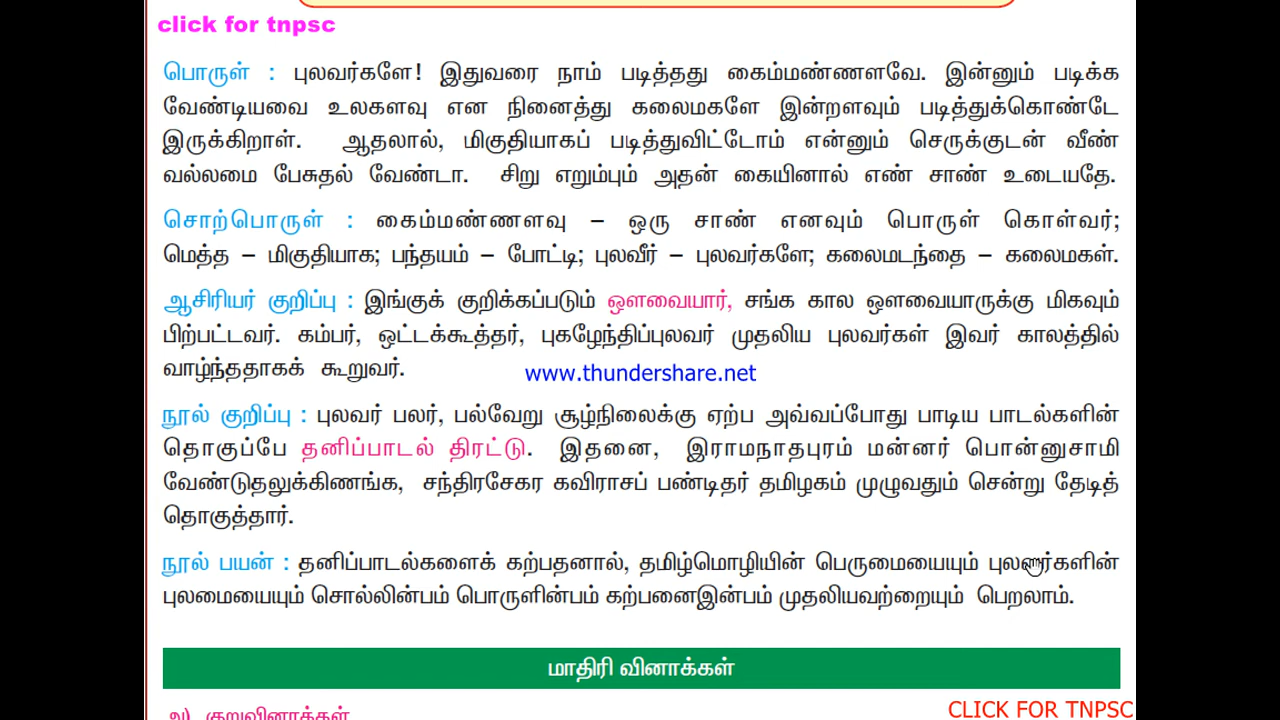 click for tnpsc
பொருள் : புலவர்களே! இதுவரை நாம் படித்தது கைம்மண்ணளவே. இன்னும் படிக்க
வேண்டியவை உலகளவு என நினைத்து கலைமகளே இன்றளவும் படித்துக்கொண்டே
இருக்கிறாள். ஆதலால், மிகுதியாகப் படித்துவிட்டோம் என்னும் செருக்குடன் வீண்
வல்லமை பேசுதல் வேண்டா. சிறு எறும்பும் அதன் கையினால் எண் சாண் உடையதே.
சொற்பொருள் : கைம்மண்ணளவு – ஒரு சாண் எனவும் பொருள் கொள்வர்;
மெத்த – மிகுதியாக; பந்தயம் – போட்டி; புலவீர் – புலவர்களே; கலைமடந்தை – கலைமகள்.
ஆசிரியர் குறிப்பு : இங்குக் குறிக்கப்படும் ஔவையார், சங்க கால ஔவையாருக்கு மிகவும்
பிற்பட்டவர். கம்பர், ஒட்டக்கூத்தர், புகழேந்திப்புலவர் முதலிய புலவர்கள் இவர் காலத்தில்
வாழ்ந்ததாகக் கூறுவர்.
www.thundershare.net
நூல் குறிப்பு : புலவர் பலர், பல்வேறு சூழ்நிலைக்கு ஏற்ப அவ்வப்போது பாடிய பாடல்களின்
தொகுப்பே தனிப்பாடல் திரட்டு. இதனை, இராமநாதபுரம் மன்னர் பொன்னுசாமி
வேண்டுதலுக்கிணங்க, சந்திரசேகர கவிராசப் பண்டிதர் தமிழகம் முழுவதும் சென்று தேடித்
தொகுத்தார்.
நூல் பயன் : தனிப்பாடல்களைக் கற்பதனால், தமிழ்மொழியின் பெருமையையும் புலவர்களின்
புலமையையும் சொல்லின்பம் பொருளின்பம் கற்பனைஇன்பம் முதலியவற்றையும் பெறலாம்.
மாதிரி வினாக்கள்
அ) குறுவினாக்கள்
CLICK FOR TNPSC